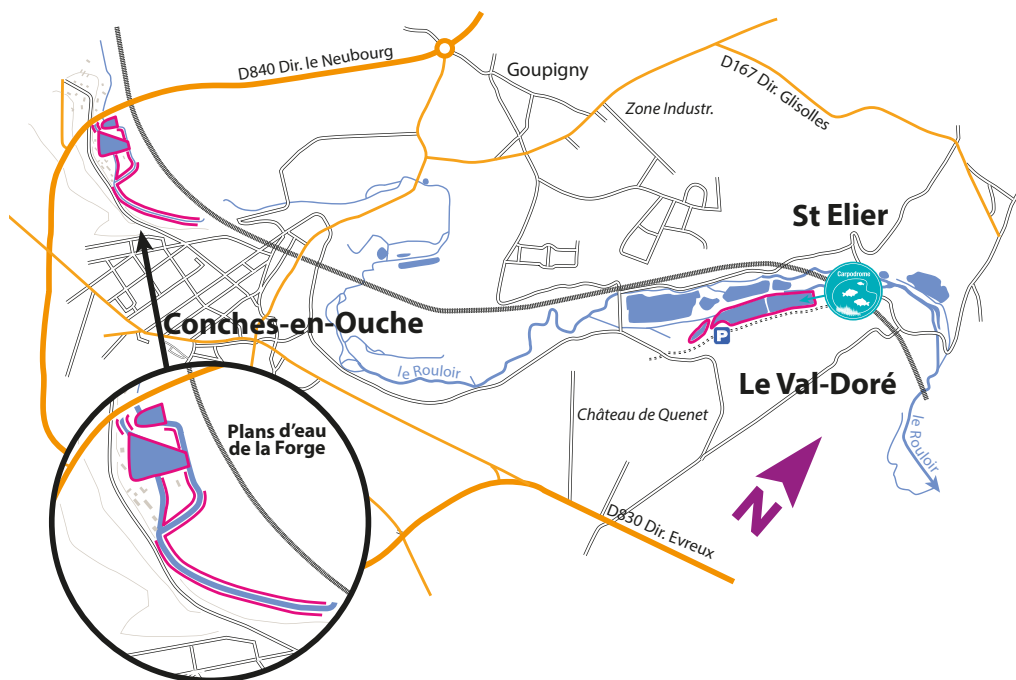 D840 Dir. le Neubourg
Goupigny
D167 Dir. Glisolles
Zone Industr.
St Elier
Carpodrome
Conches-en-Ouche
P
le Rouloir
Le Val-Doré
Château de Quenet
le Rouloir
Plans d'eau
de la Forge
N
D830 Dir. Evreux